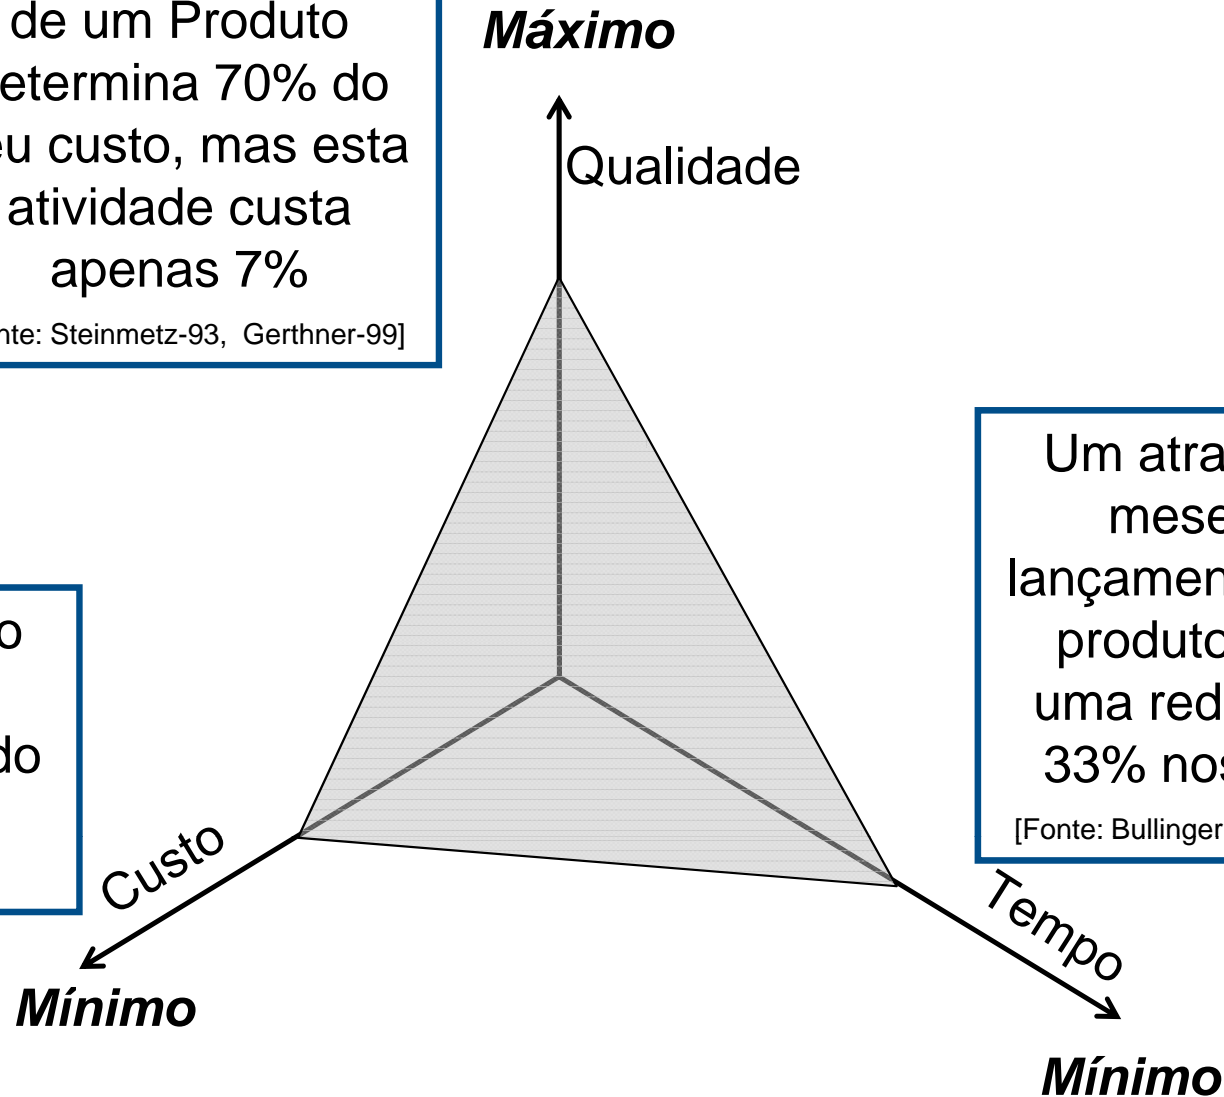 de um Produto
etermina 70% do
u custo, mas esta
atividade custa
apenas 7%
nte: Steinmetz-93, Gerthner-99]
Máximo
Qualidade
Um atra
mese
lançamen
produto
uma red
33% nos
[Fonte: Bullinger
o
do
Custo
Mínimo
Tempo
Mínimo